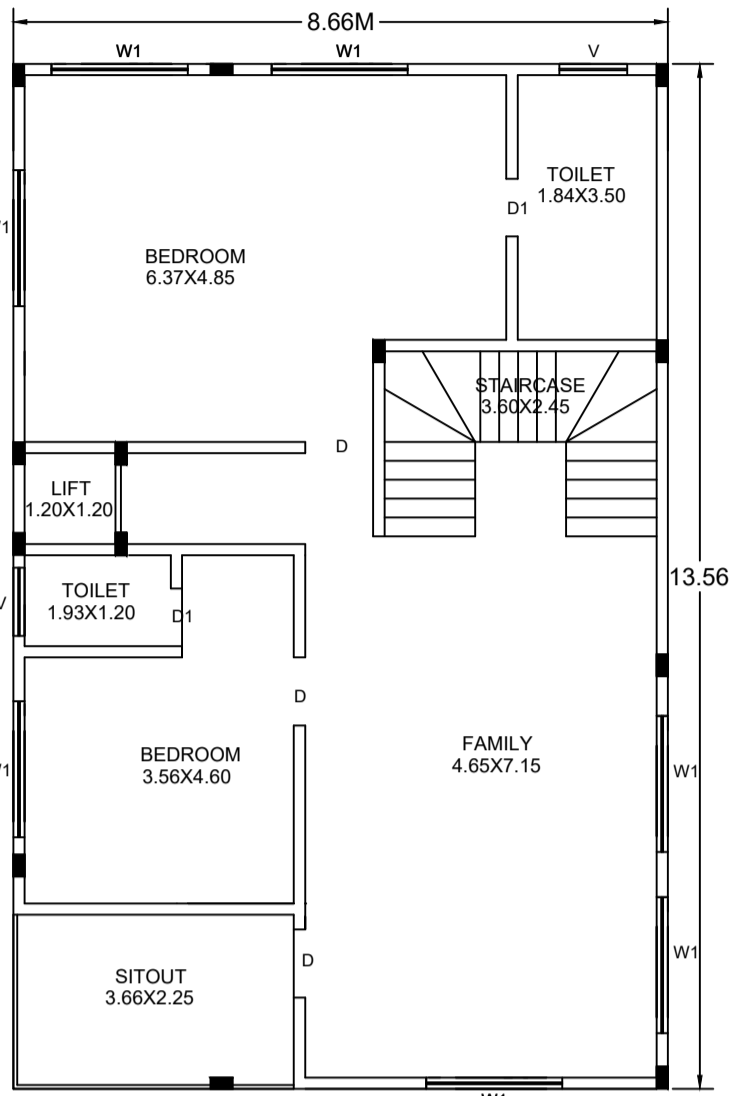 8.66M
W1
W1
V
TOILET
1.84X3.50
D1
BEDROOM
6.37X4.85
STAIRCASE
3.60X2.45
D
LIFT
1.20X1.20
13.56
TOILET
1.93X1.20
D1
D
BEDROOM
3.56X4.60
FAMILY
4.65X7.15
W1
W1
D
SITOUT
3.66X2.25